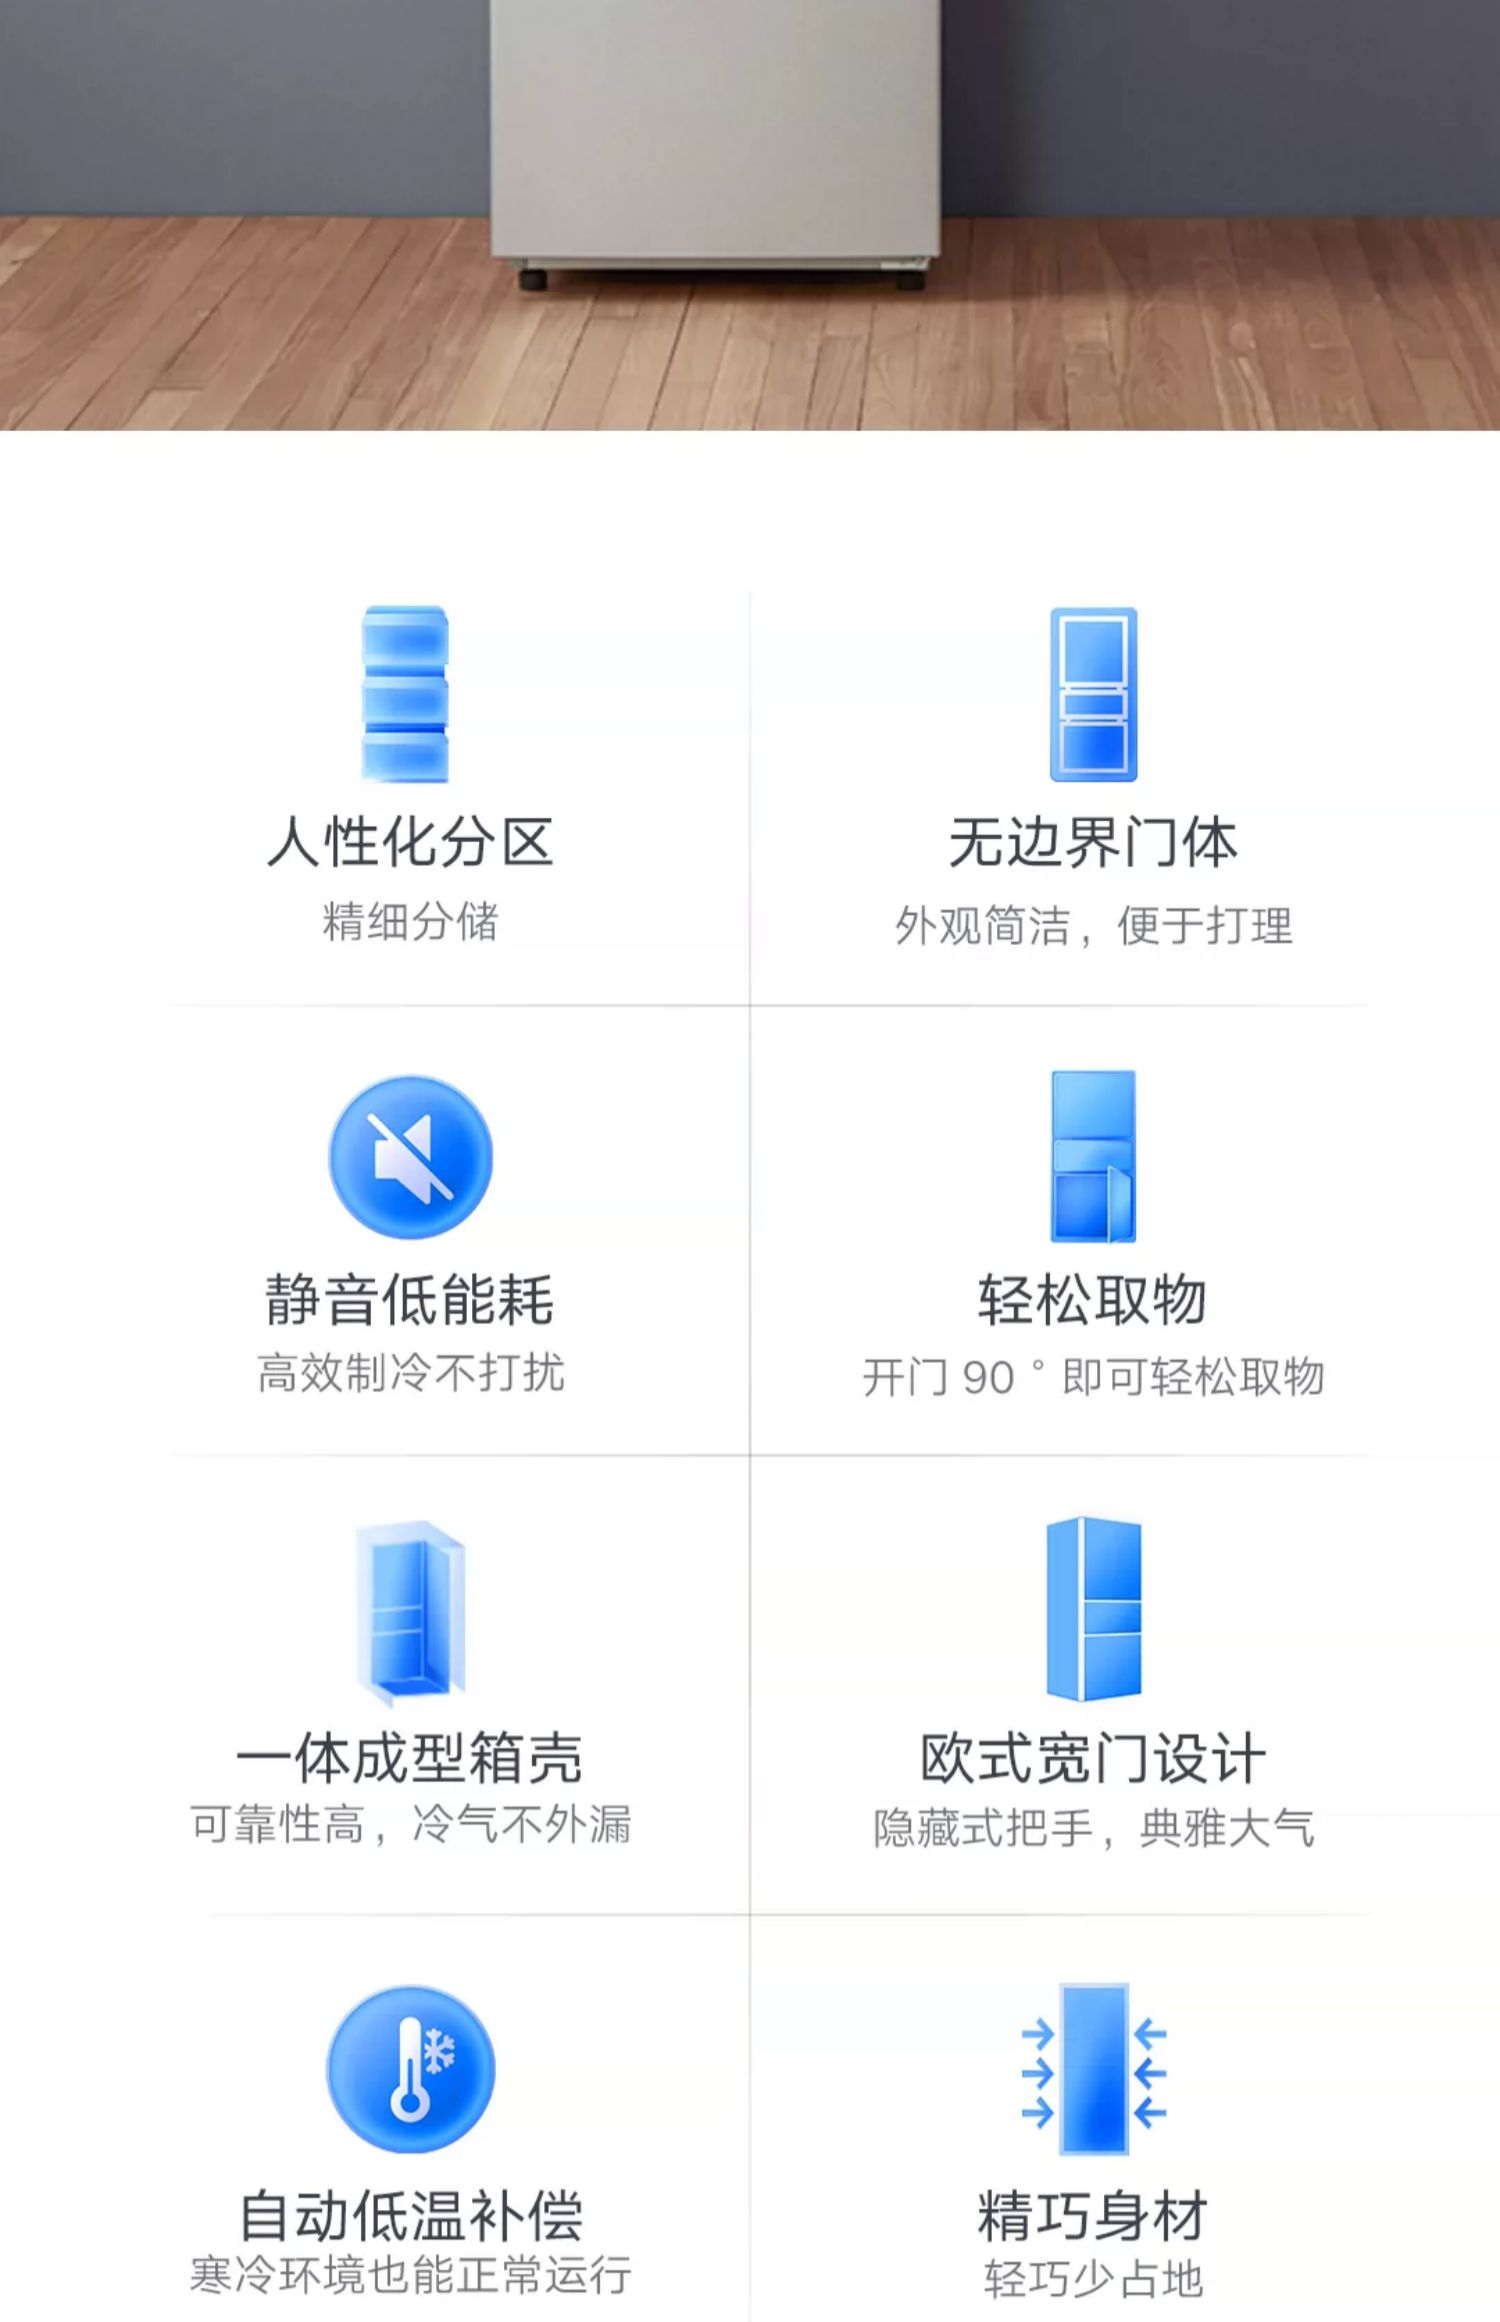 人性化分区
精细分储
无边界门体
外观简洁，便于打理
静音低能耗
高效制冷不打扰
轻松取物
开门 90 ° 即可轻松取物
一体成型箱壳
可靠性高，冷气不外漏
欧式宽门设计
隐藏式把手，典雅大气
自动低温补偿
寒冷环境也能正常运行
精巧身材
轻巧少占地